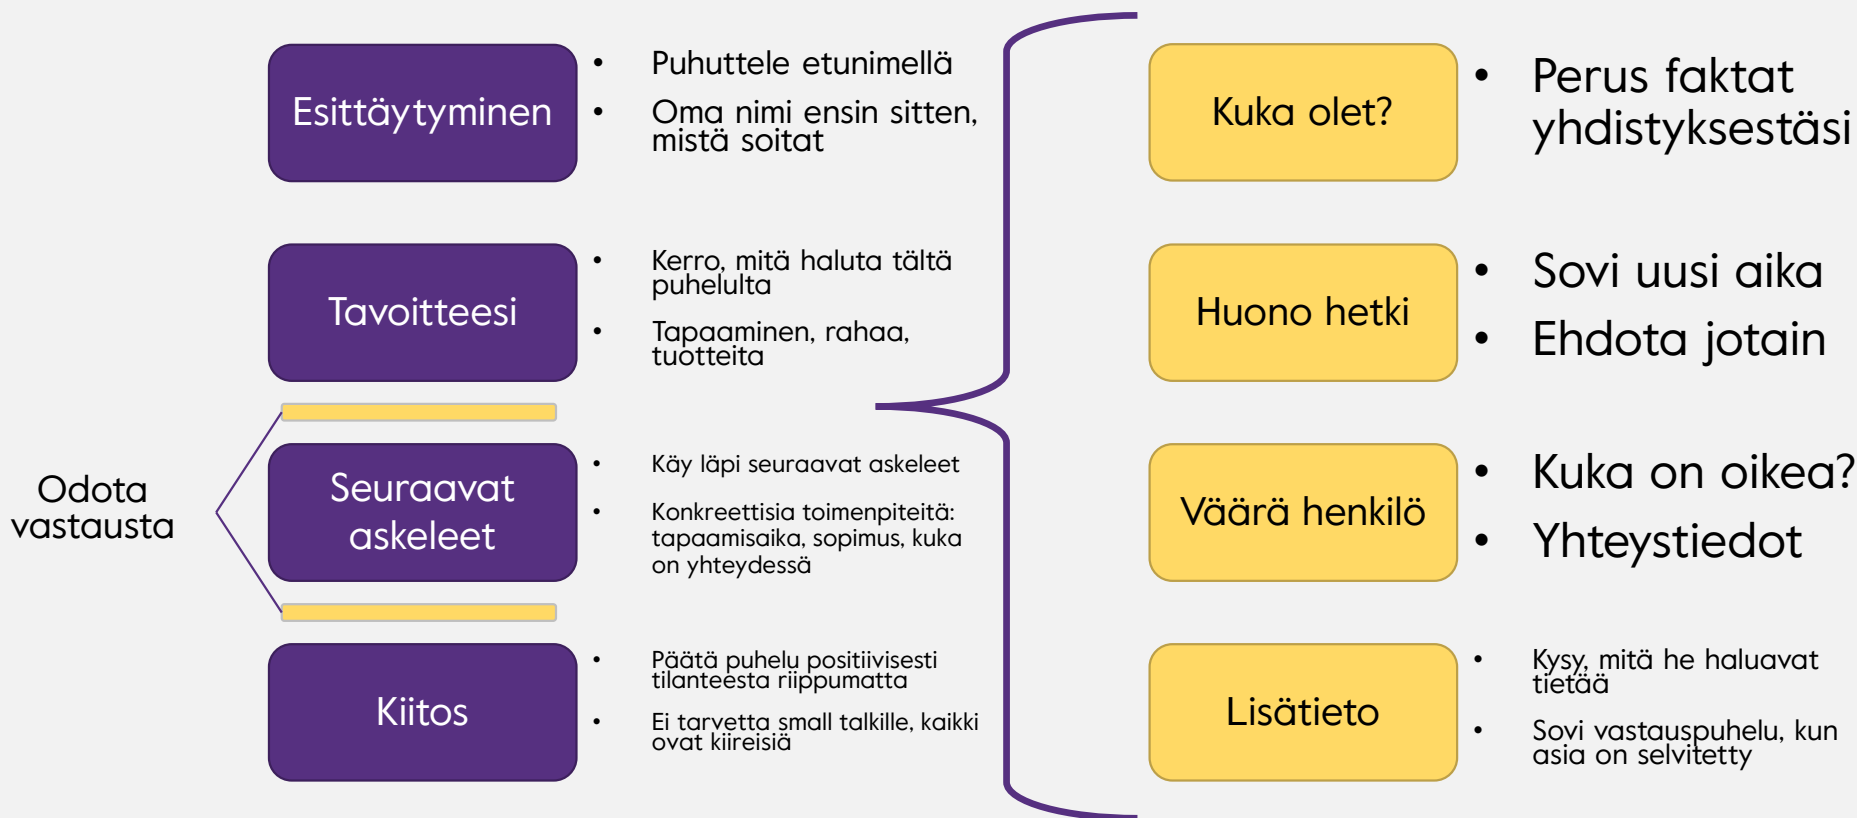 Esittäytyminen
• Puhuttele etunimellä
• Oma nimi ensin sitten,
mistä soitat
Tavoitteesi
• Kerro, mitä haluta tältä
puhelulta
• Tapaaminen, rahaa,
tuotteita
Odota
vastausta
Seuraavat
askeleet
• Käy läpi seuraavat askeleet
• Konkreettisia toimenpiteitä:
tapaamisaika, sopimus, kuka
on yhteydessä
Kiitos
• Päätä puhelu positiivisesti
tilanteesta riippumatta
• Ei tarvetta small talkille, kaikki
ovat kiireisiä
Kuka olet?
• Perus faktat
yhdistyksestäsi
Huono hetki
• Sovi uusi aika
• Ehdota jotain
Väärä henkilö
• Kuka on oikea?
• Yhteystiedot
Lisätieto
• Kysy, mitä he haluavat
tietää
• Sovi vastauspuhelu, kun
asia on selvitetty